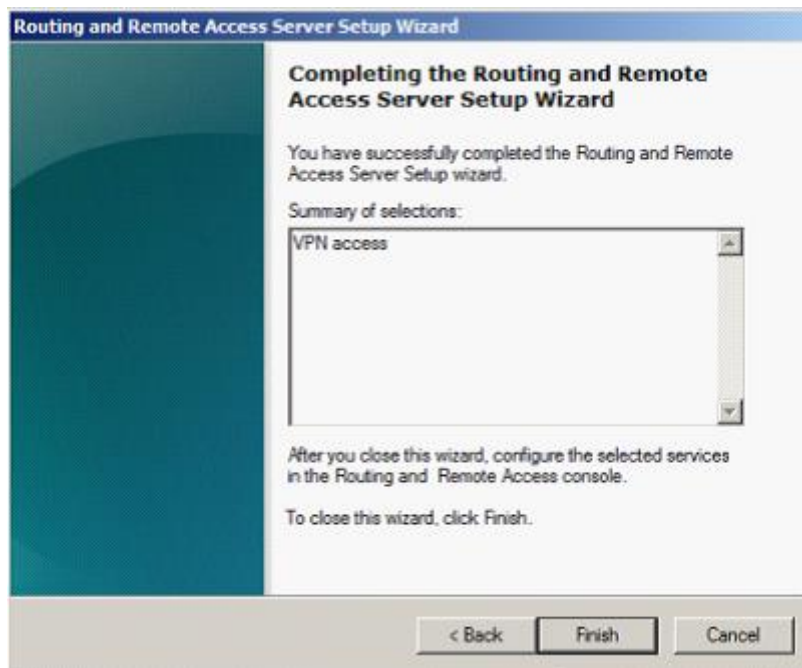 Routing and Remote Access Server Setup Wizard
Completing the Routing and Remote
Access Server Setup Wizard
You have successfully completed the Routing and Remote
Access Server Setup wizard.
Summary of selections:
VPN access
After you close this wizard, configure the selected services
in the Routing and Remote Access console.
To close this wizard, click Finish.
< Back
Finish
Cancel